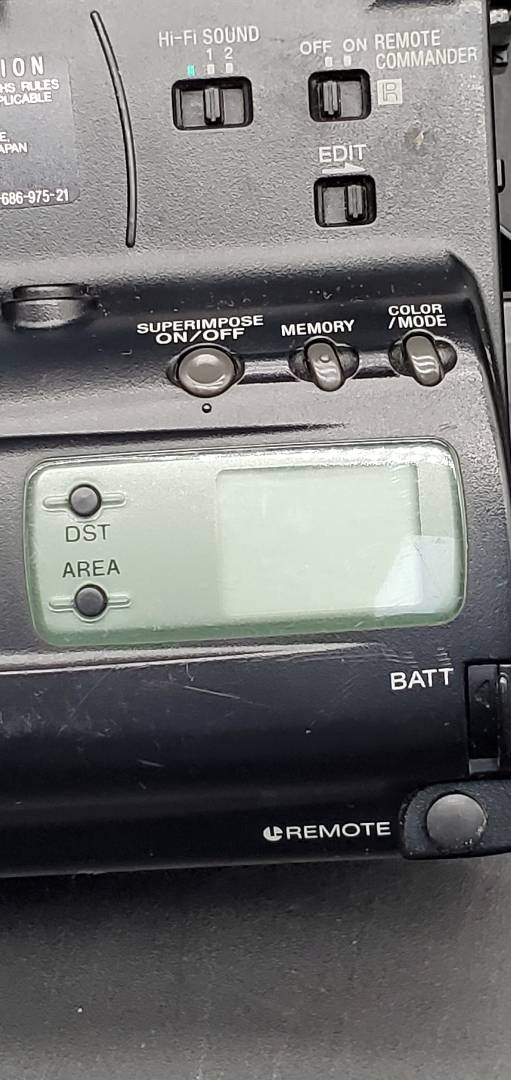 ION
HS RULES
PLICABLE
E,
APAN
-686-975-21
Hi-Fi SOUND
1 2
OFF ON REMOTE
COMMANDER
R
EDIT
SUPERIMPOSE
ON/OFF
MEMORY
COLOR
/MODE
DST
AREA
BATT
REMOTE